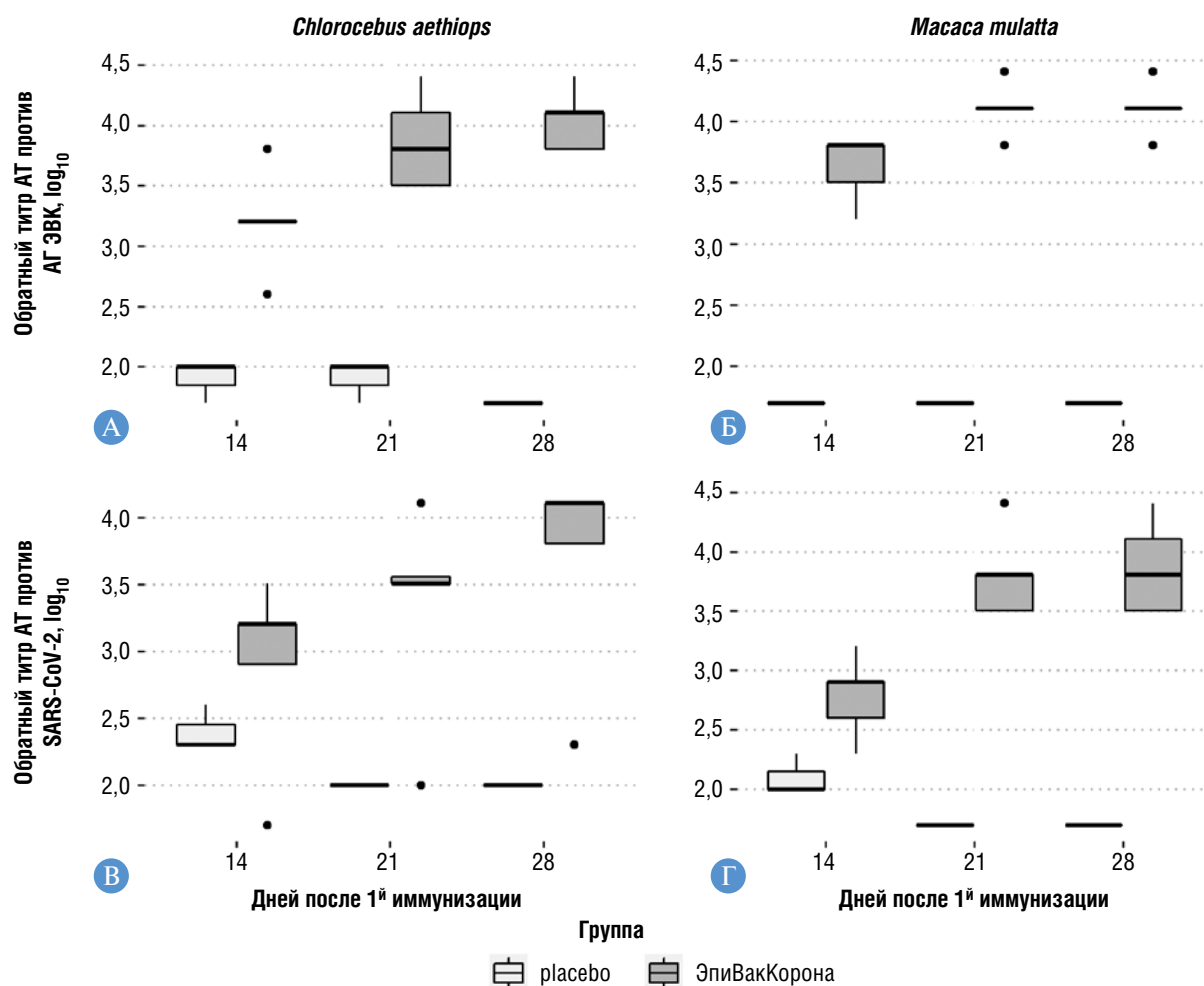 Chlorocebus aethiops
Macaca mulatta
Обратный титр АТ против
АГ ЭВК, log10
4,5
4,0
3,5
3,0
2,5
2,0
А
14
21
28
4,5
4,0
3,5
3,0
2,5
2,0
Б
14
21
28
Обратный титр АТ против
SARS-CoV-2, log10
4,0
3,5
3,0
2,5
2,0
В
14
21
28
Дней после 1й иммунизации
4,5
4,0
3,5
3,0
2,5
2,0
Г
14
21
28
Дней после 1й иммунизации
Группа
placebo
ЭпиВакКорона